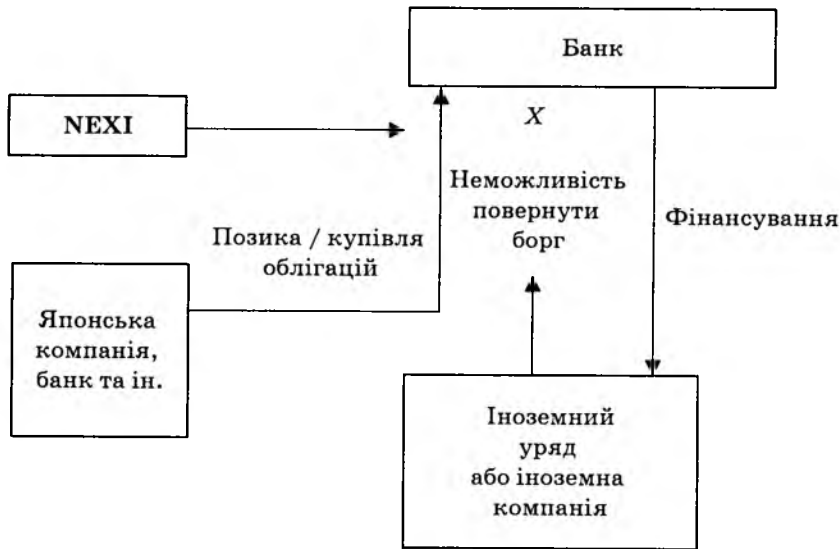 Банк
NEXI
X
Неможливість
повернути
борг
Фінансування
Позика / купівля
облігацій
Японська
компанія,
банк та ін.
Іноземний
уряд
або іноземна
компанія